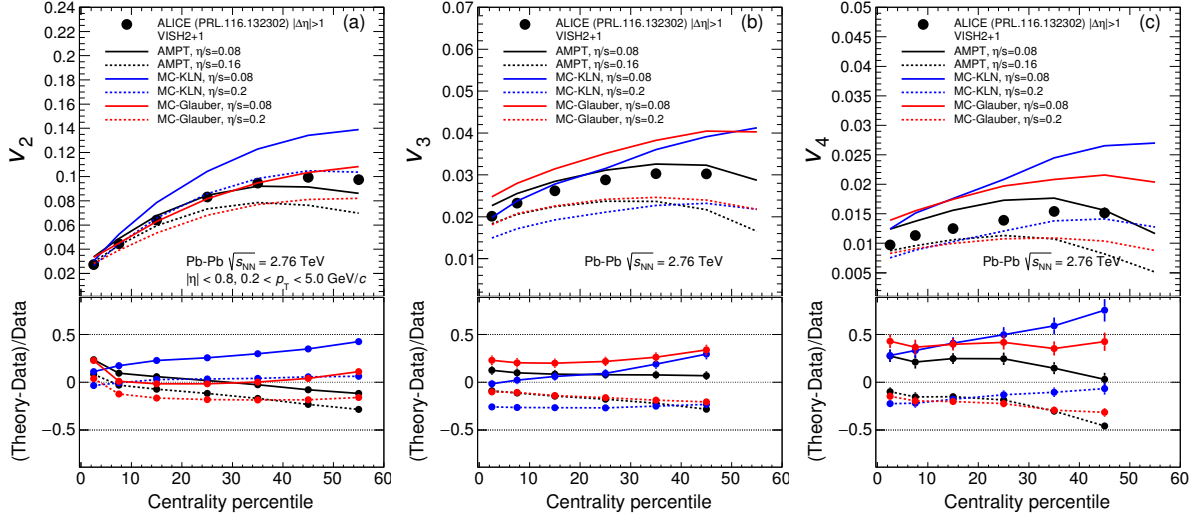 (a)
ALICE (PRL.116.132302) |Δη|>1
VISH2+1
AMPT, η/s=0.08
AMPT, η/s=0.16
MC-KLN, η/s=0.08
MC-KLN, η/s=0.2
MC-Glauber, η/s=0.08
MC-Glauber, η/s=0.2
v2
0.2
0.18
0.16
0.14
0.12
0.1
0.08
0.06
0.04
0.02
Pb-Pb √sNN = 2.76 TeV
|η| < 0.8, 0.2 < pT < 5.0 GeV/c
(Theory-Data)/Data
0.5
0
−0.5
0 10 20 30 40 50 60
Centrality percentile
(b)
ALICE (PRL.116.132302) |Δη|>1
VISH2+1
AMPT, η/s=0.08
AMPT, η/s=0.16
MC-KLN, η/s=0.08
MC-KLN, η/s=0.2
MC-Glauber, η/s=0.08
MC-Glauber, η/s=0.2
v3
0.07
0.06
0.05
0.04
0.03
0.02
0.01
0.00
Pb-Pb √sNN = 2.76 TeV
(Theory-Data)/Data
0.5
0
−0.5
0 10 20 30 40 50 60
Centrality percentile
(c)
ALICE (PRL.116.132302) |Δη|>1
VISH2+1
AMPT, η/s=0.08
AMPT, η/s=0.16
MC-KLN, η/s=0.08
MC-KLN, η/s=0.2
MC-Glauber, η/s=0.08
MC-Glauber, η/s=0.2
v4
0.05
0.045
0.04
0.035
0.03
0.025
0.02
0.015
0.01
0.005
Pb-Pb √sNN = 2.76 TeV
(Theory-Data)/Data
0.5
0
−0.5
0 10 20 30 40 50 60
Centrality percentile